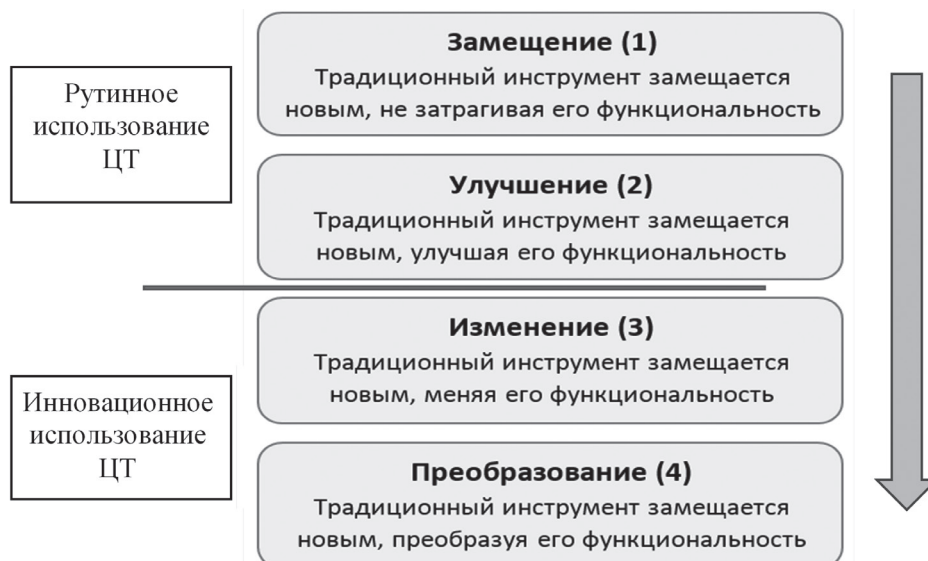 Рутинное
использование
ЦТ
Замещение (1)
Традиционный инструмент замещается
новым, не затрагивая его функциональность
Улучшение (2)
Традиционный инструмент замещается
новым, улучшая его функциональность
Инновационное
использование
ЦТ
Изменение (3)
Традиционный инструмент замещается
новым, меняя его функциональность
Преобразование (4)
Традиционный инструмент замещается
новым, преобразуя его функциональность